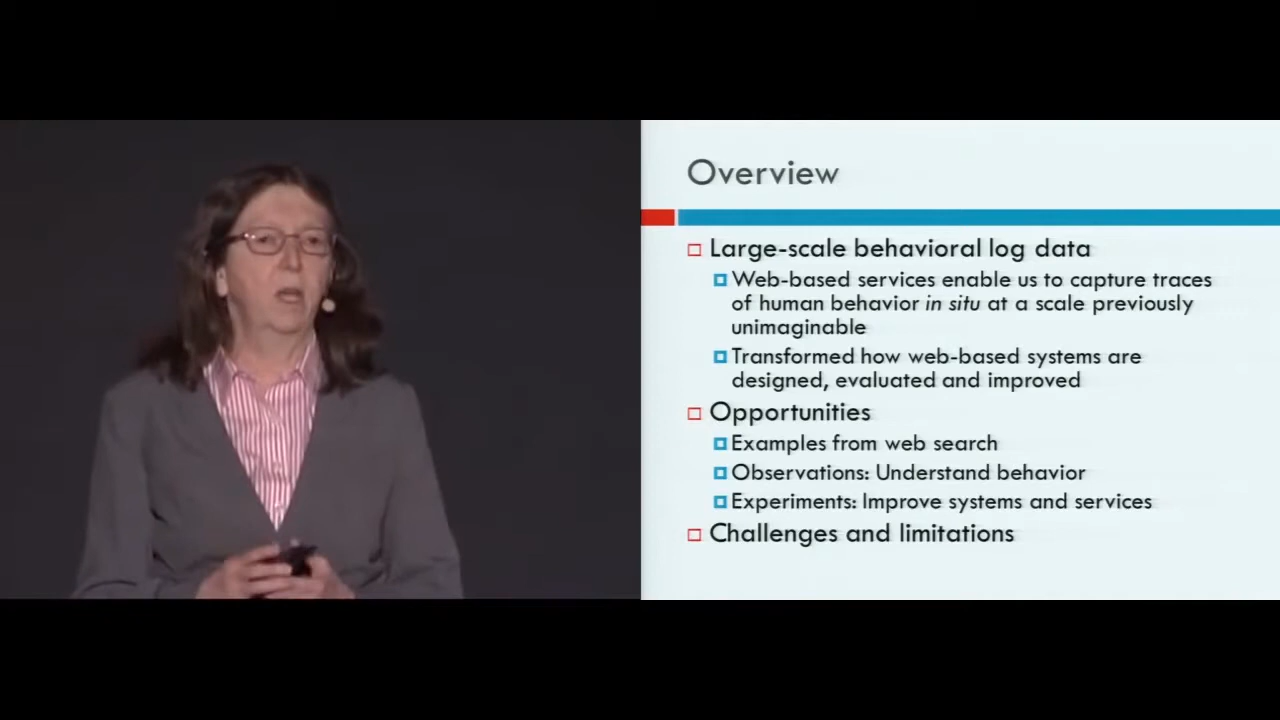 Overview
Large-scale behavioral log data
Web-based services enable us to capture traces
of human behavior in situ at a scale previously
unimaginable
Transformed how web-based systems are
designed, evaluated and improved
Opportunities
Examples from web search
Observations: Understand behavior
Experiments: Improve systems and services
Challenges and limitations